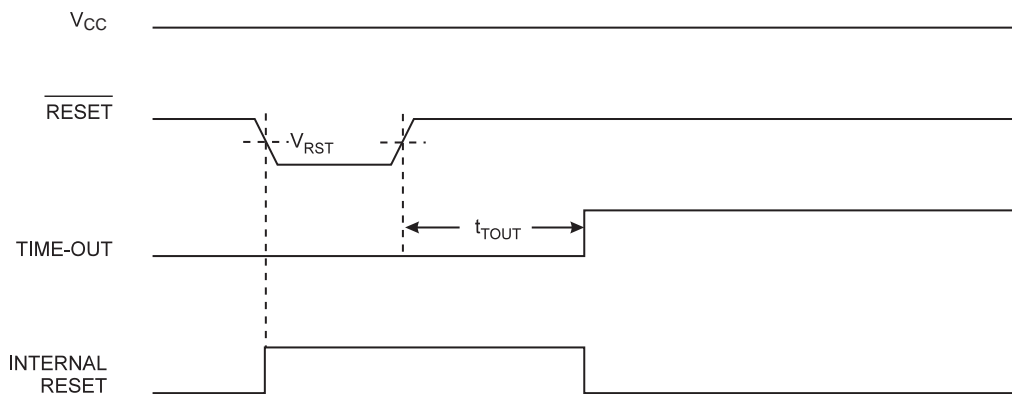 VCC
RESET
VRST
tTOUT
TIME-OUT
INTERNAL
RESET